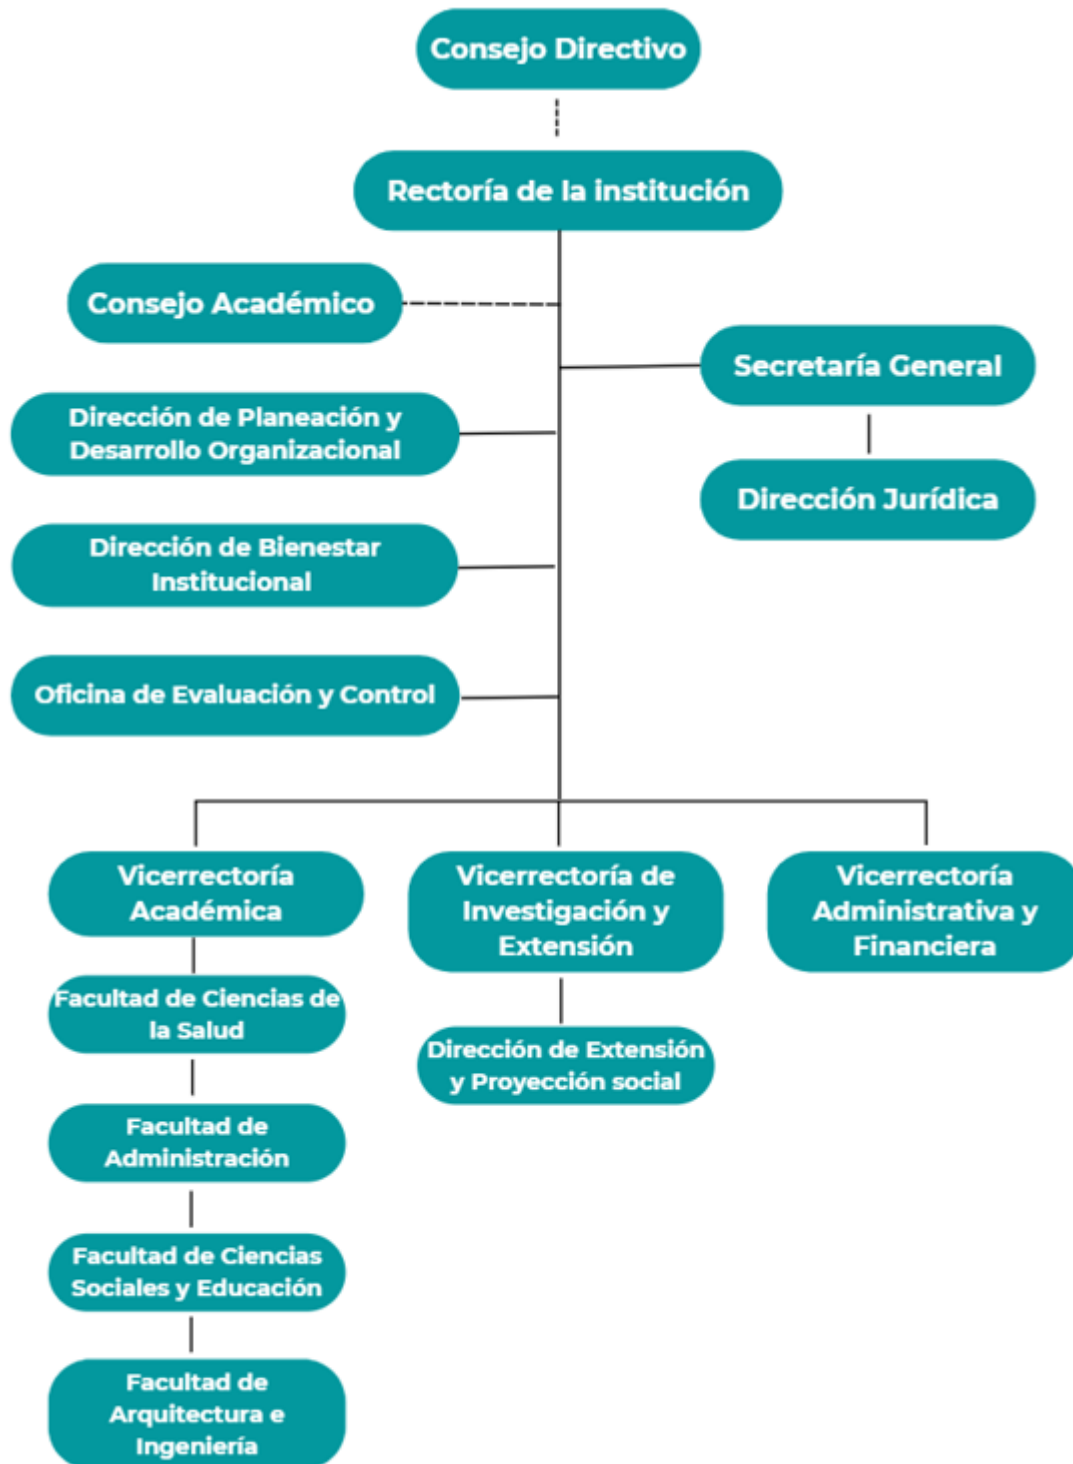 Consejo Directivo
Rectoría de la institución
Consejo Académico
Secretaría General
Dirección de Planeación y
Desarrollo Organizacional
Dirección Jurídica
Dirección de Bienestar
Institucional
Oficina de Evaluación y Control
Vicerrectoría
Académica
Vicerrectoría de
Investigación y
Extensión
Vicerrectoría
Administrativa y
Financiera
Facultad de Ciencias de
la Salud
Dirección de Extensión
y Proyección social
Facultad de
Administración
Facultad de Ciencias
Sociales y Educación
Facultad de
Arquitectura e
Ingeniería